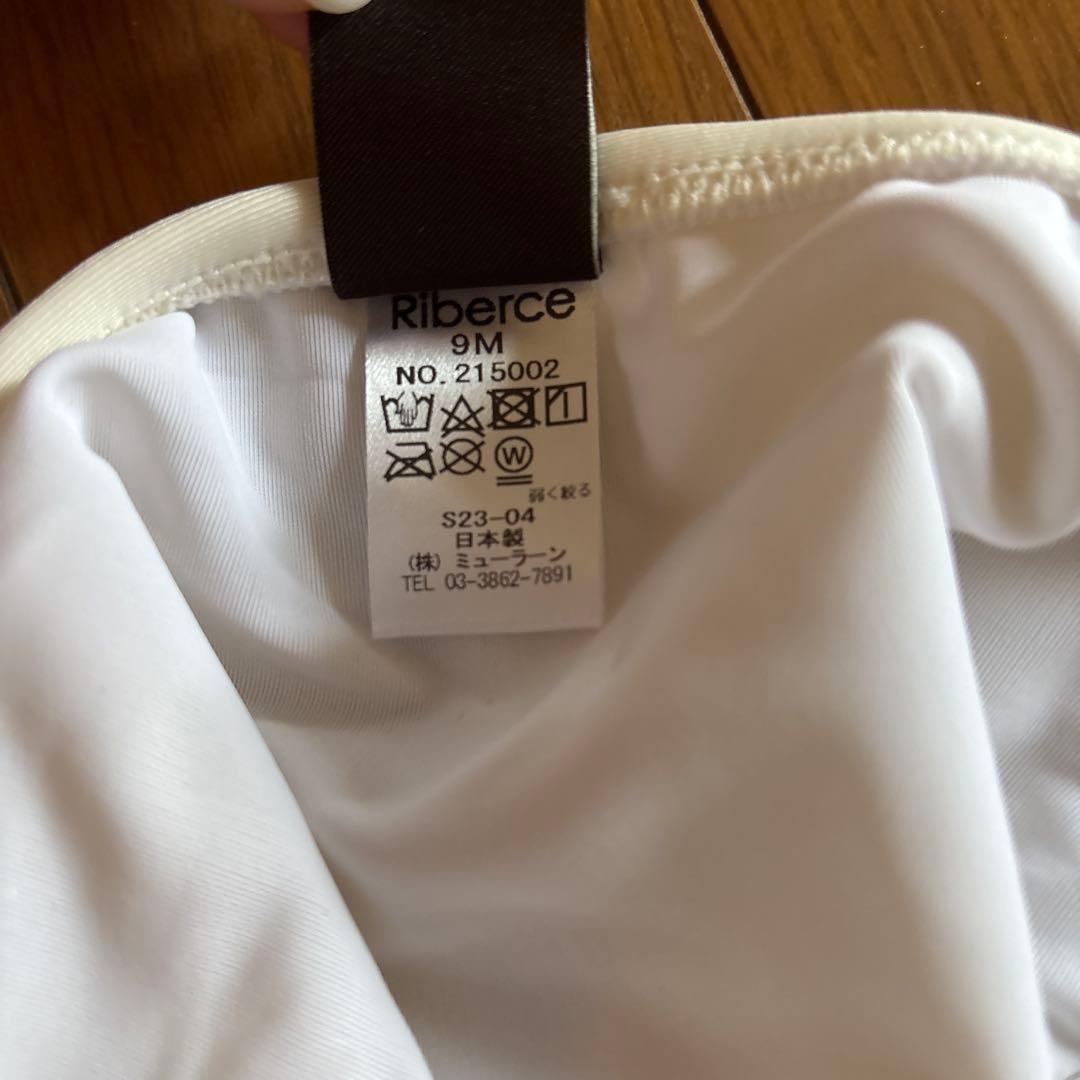 Riberce
9M
NO. 215002
W
弱く絞る
S23-04
日本製
(株) ミューラーン
TEL 03-3862-7891